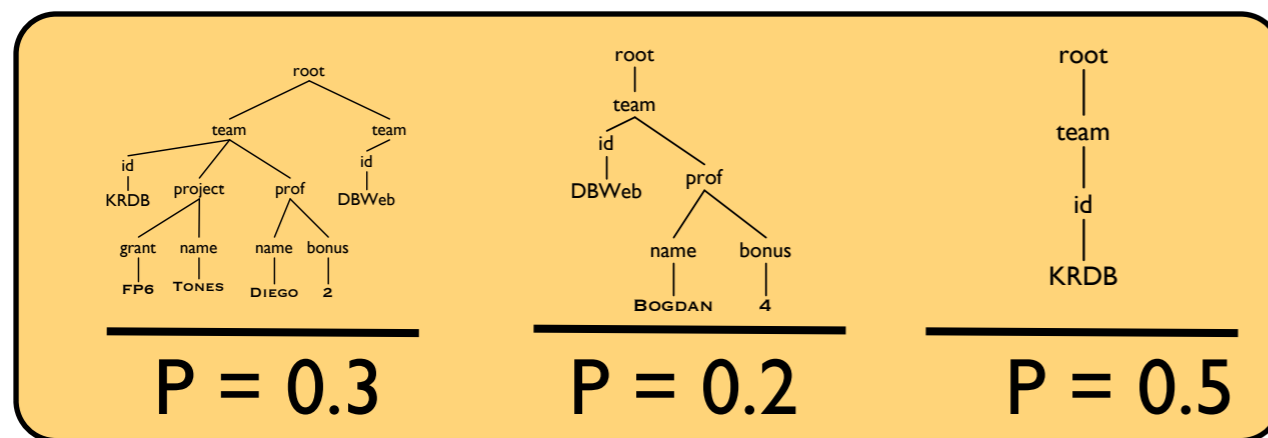 root
team team
id project prof id
KRDB DBWeb
grant name name bonus
FP6 TONES DIEGO 2
P = 0.3
root
team
id prof
DBWeb
name bonus
BOGDAN 4
P = 0.2
root
team
id
KRDB
P = 0.5